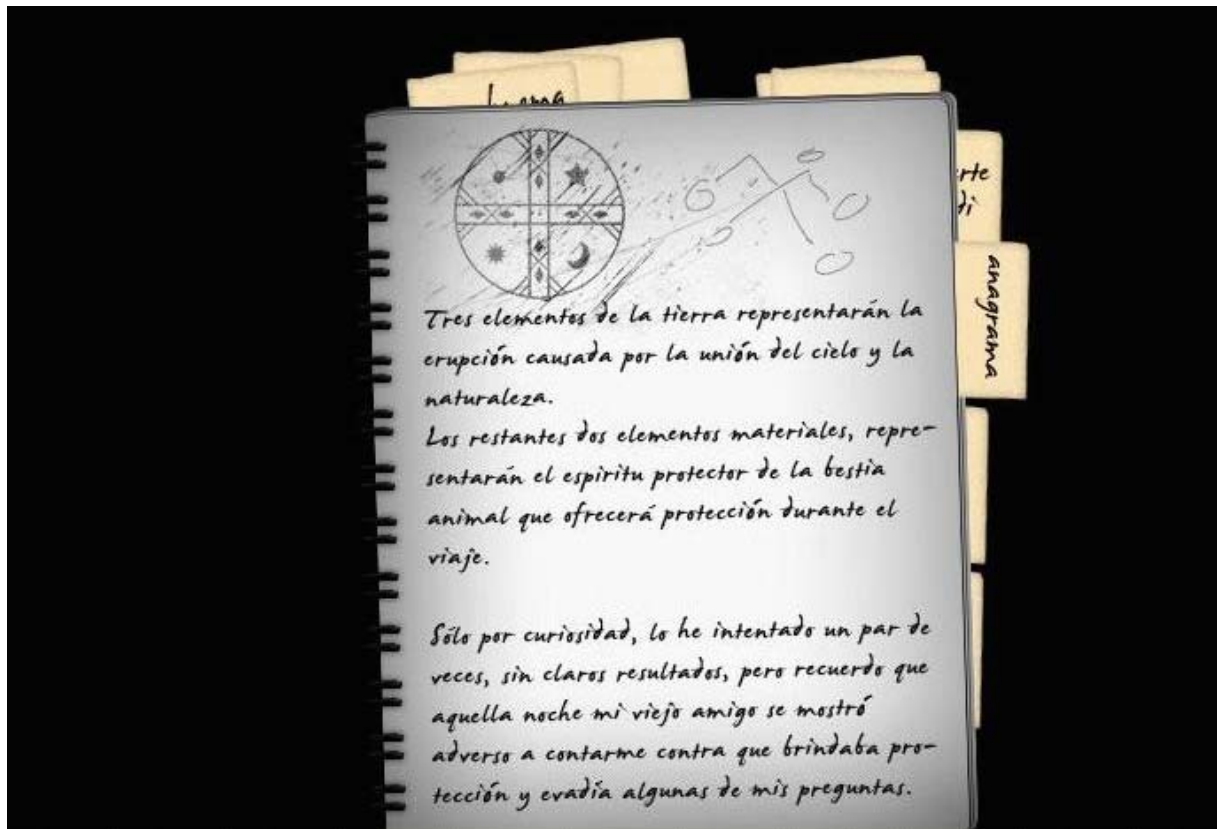 anagrama
Tres elementos de la tierra representarán la
erupción causada por la unión del cielo y la
naturaleza.
Los restantes dos elementos materiales, repre-
sentarán el espiritu protector de la bestia
animal que ofrecerá protección durante el
viaje.
Sólo por curiosidad, lo he intentado un par de
veces, sin claros resultados, pero recuerdo que
aquella noche mi viejo amigo se mostró
adverso a contarme contra que brindaba pro-
tección y evadía algunas de mis preguntas.